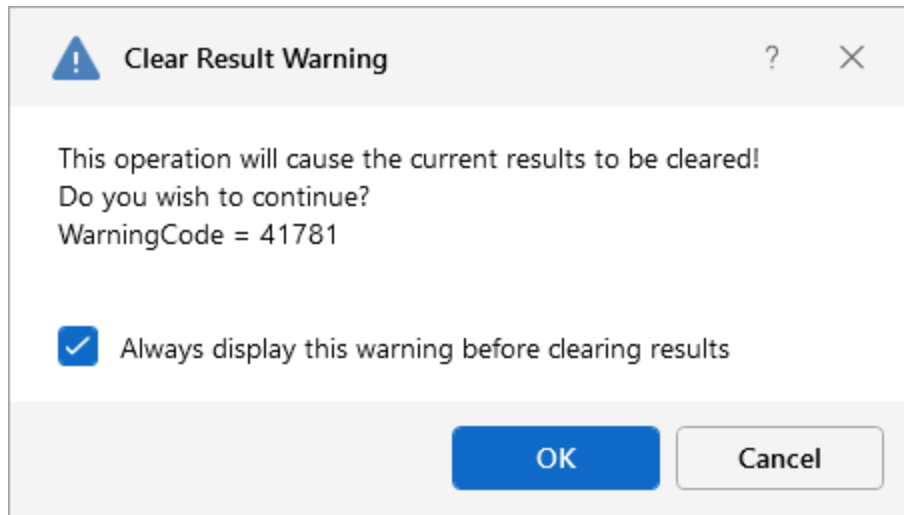 Clear Result Warning
?
This operation will cause the current results to be cleared!
Do you wish to continue?
WarningCode = 41781
Always display this warning before clearing results
OK
Cancel